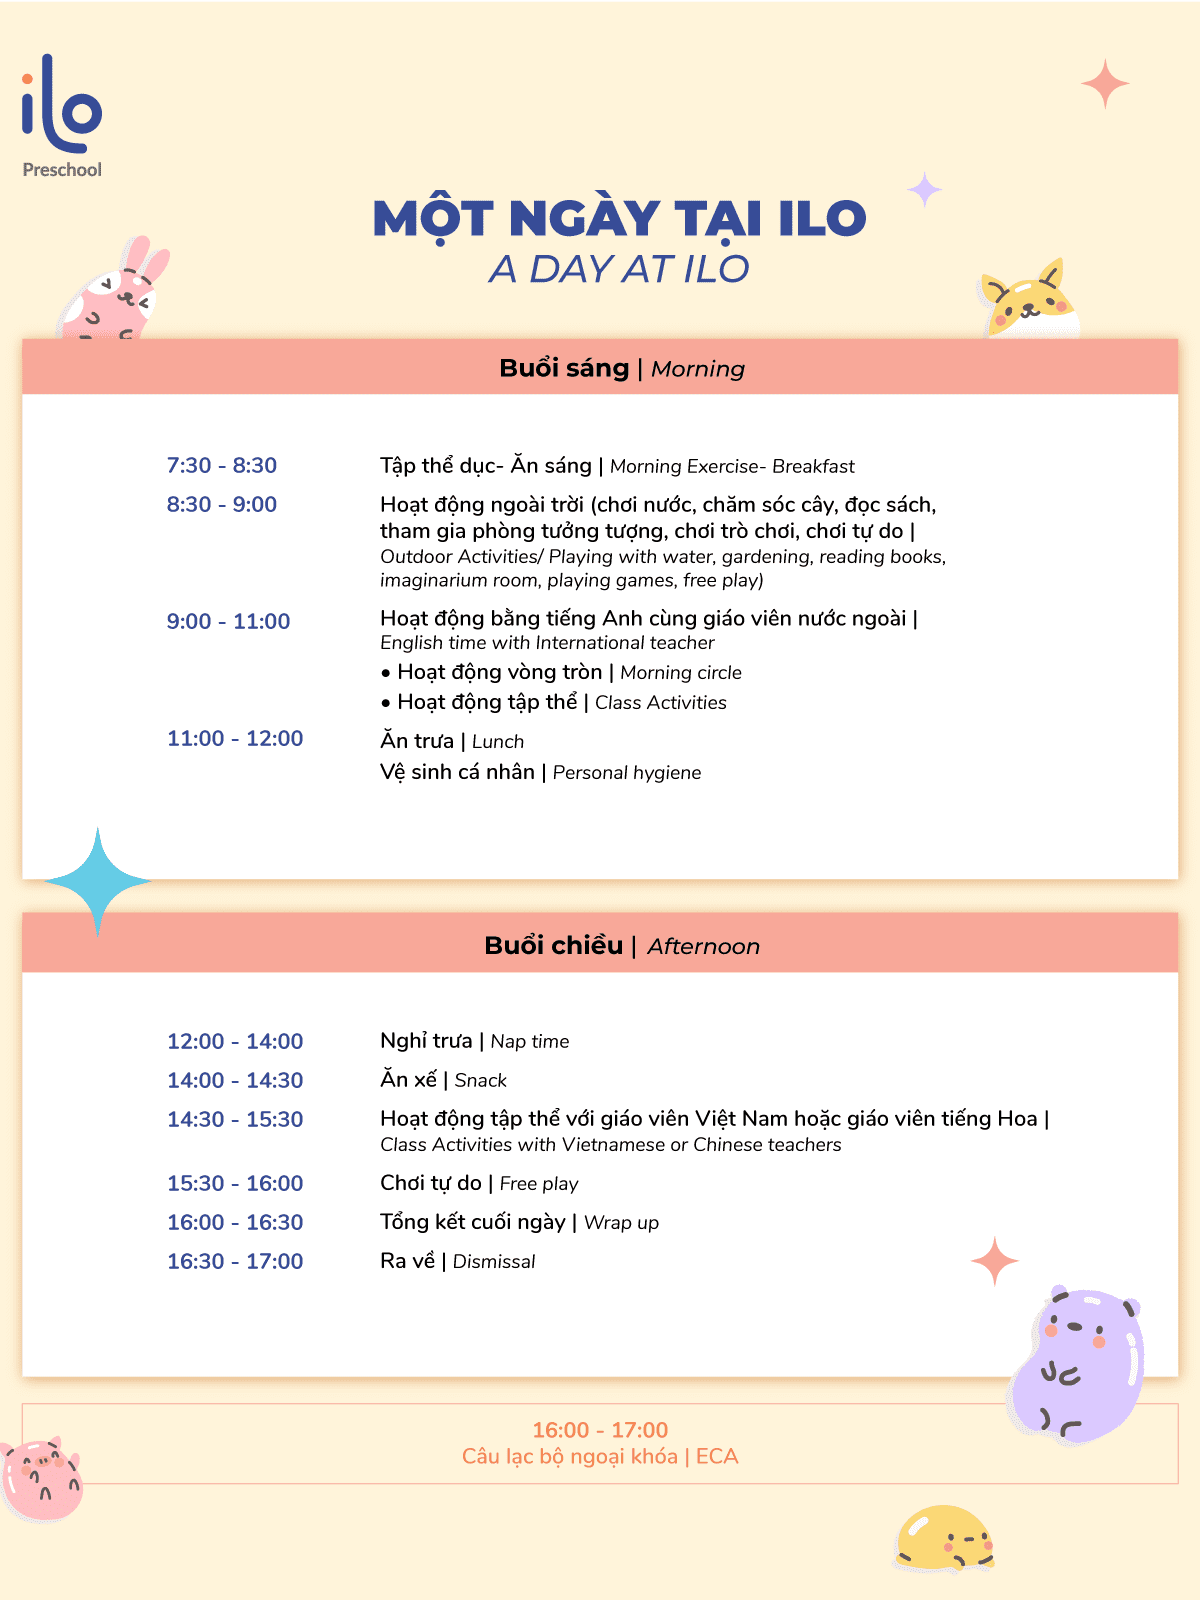 ilo
Preschool
MỘT NGÀY TẠI ILO
A DAY AT ILO
Buổi sáng | Morning
7:30 - 8:30 Tập thể dục- Ăn sáng | Morning Exercise- Breakfast
8:30 - 9:00 Hoạt động ngoài trời (chơi nước, chăm sóc cây, đọc sách,
tham gia phòng tưởng tượng, chơi trò chơi, chơi tự do |
Outdoor Activities/ Playing with water, gardening, reading books,
imaginarium room, playing games, free play)
9:00 - 11:00 Hoạt động bằng tiếng Anh cùng giáo viên nước ngoài |
English time with International teacher
• Hoạt động vòng tròn | Morning circle
• Hoạt động tập thể | Class Activities
11:00 - 12:00 Ăn trưa | Lunch
Vệ sinh cá nhân | Personal hygiene
Buổi chiều | Afternoon
12:00 - 14:00 Nghỉ trưa | Nap time
14:00 - 14:30 Ăn xế | Snack
14:30 - 15:30 Hoạt động tập thể với giáo viên Việt Nam hoặc giáo viên tiếng Hoa |
Class Activities with Vietnamese or Chinese teachers
15:30 - 16:00 Chơi tự do | Free play
16:00 - 16:30 Tổng kết cuối ngày | Wrap up
16:30 - 17:00 Ra về | Dismissal
16:00 - 17:00
Câu lạc bộ ngoại khóa | ECA